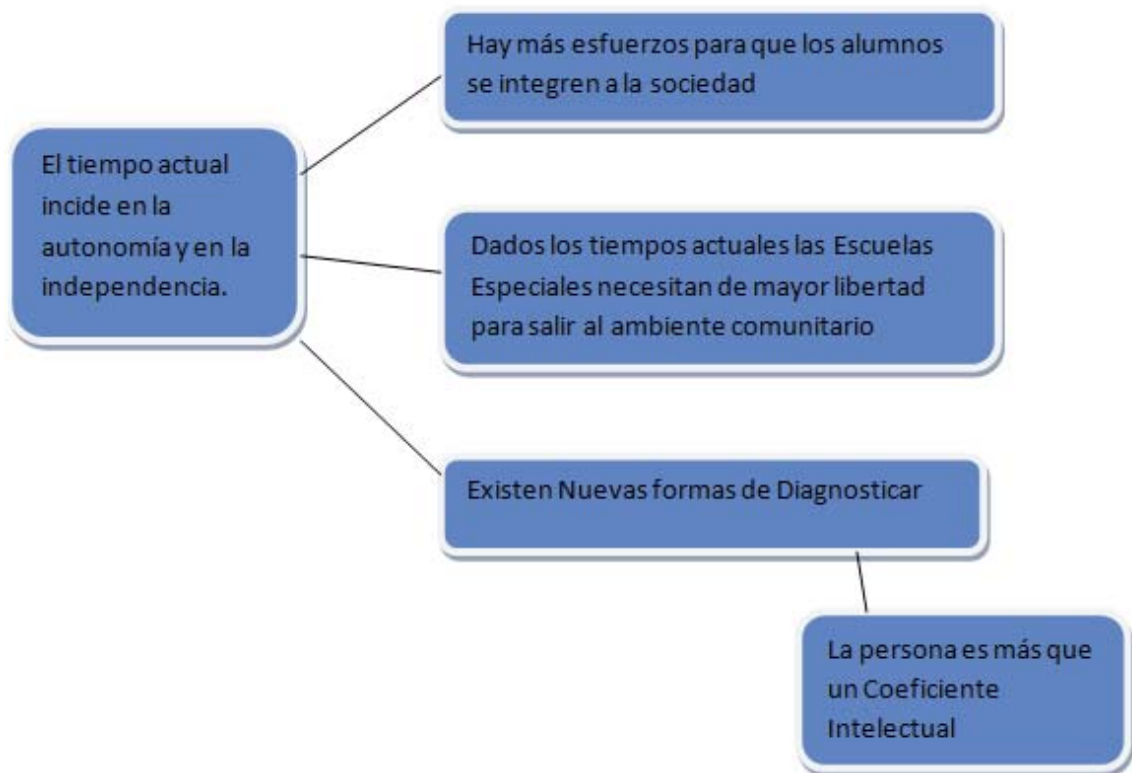 Hay más esfuerzos para que los alumnos
se integren a la sociedad
El tiempo actual
incide en la
autonomía y en la
independencia.
Dados los tiempos actuales las Escuelas
Especiales necesitan de mayor libertad
para salir al ambiente comunitario
Existen Nuevas formas de Diagnosticar
La persona es más que
un Coeficiente
Intelectual